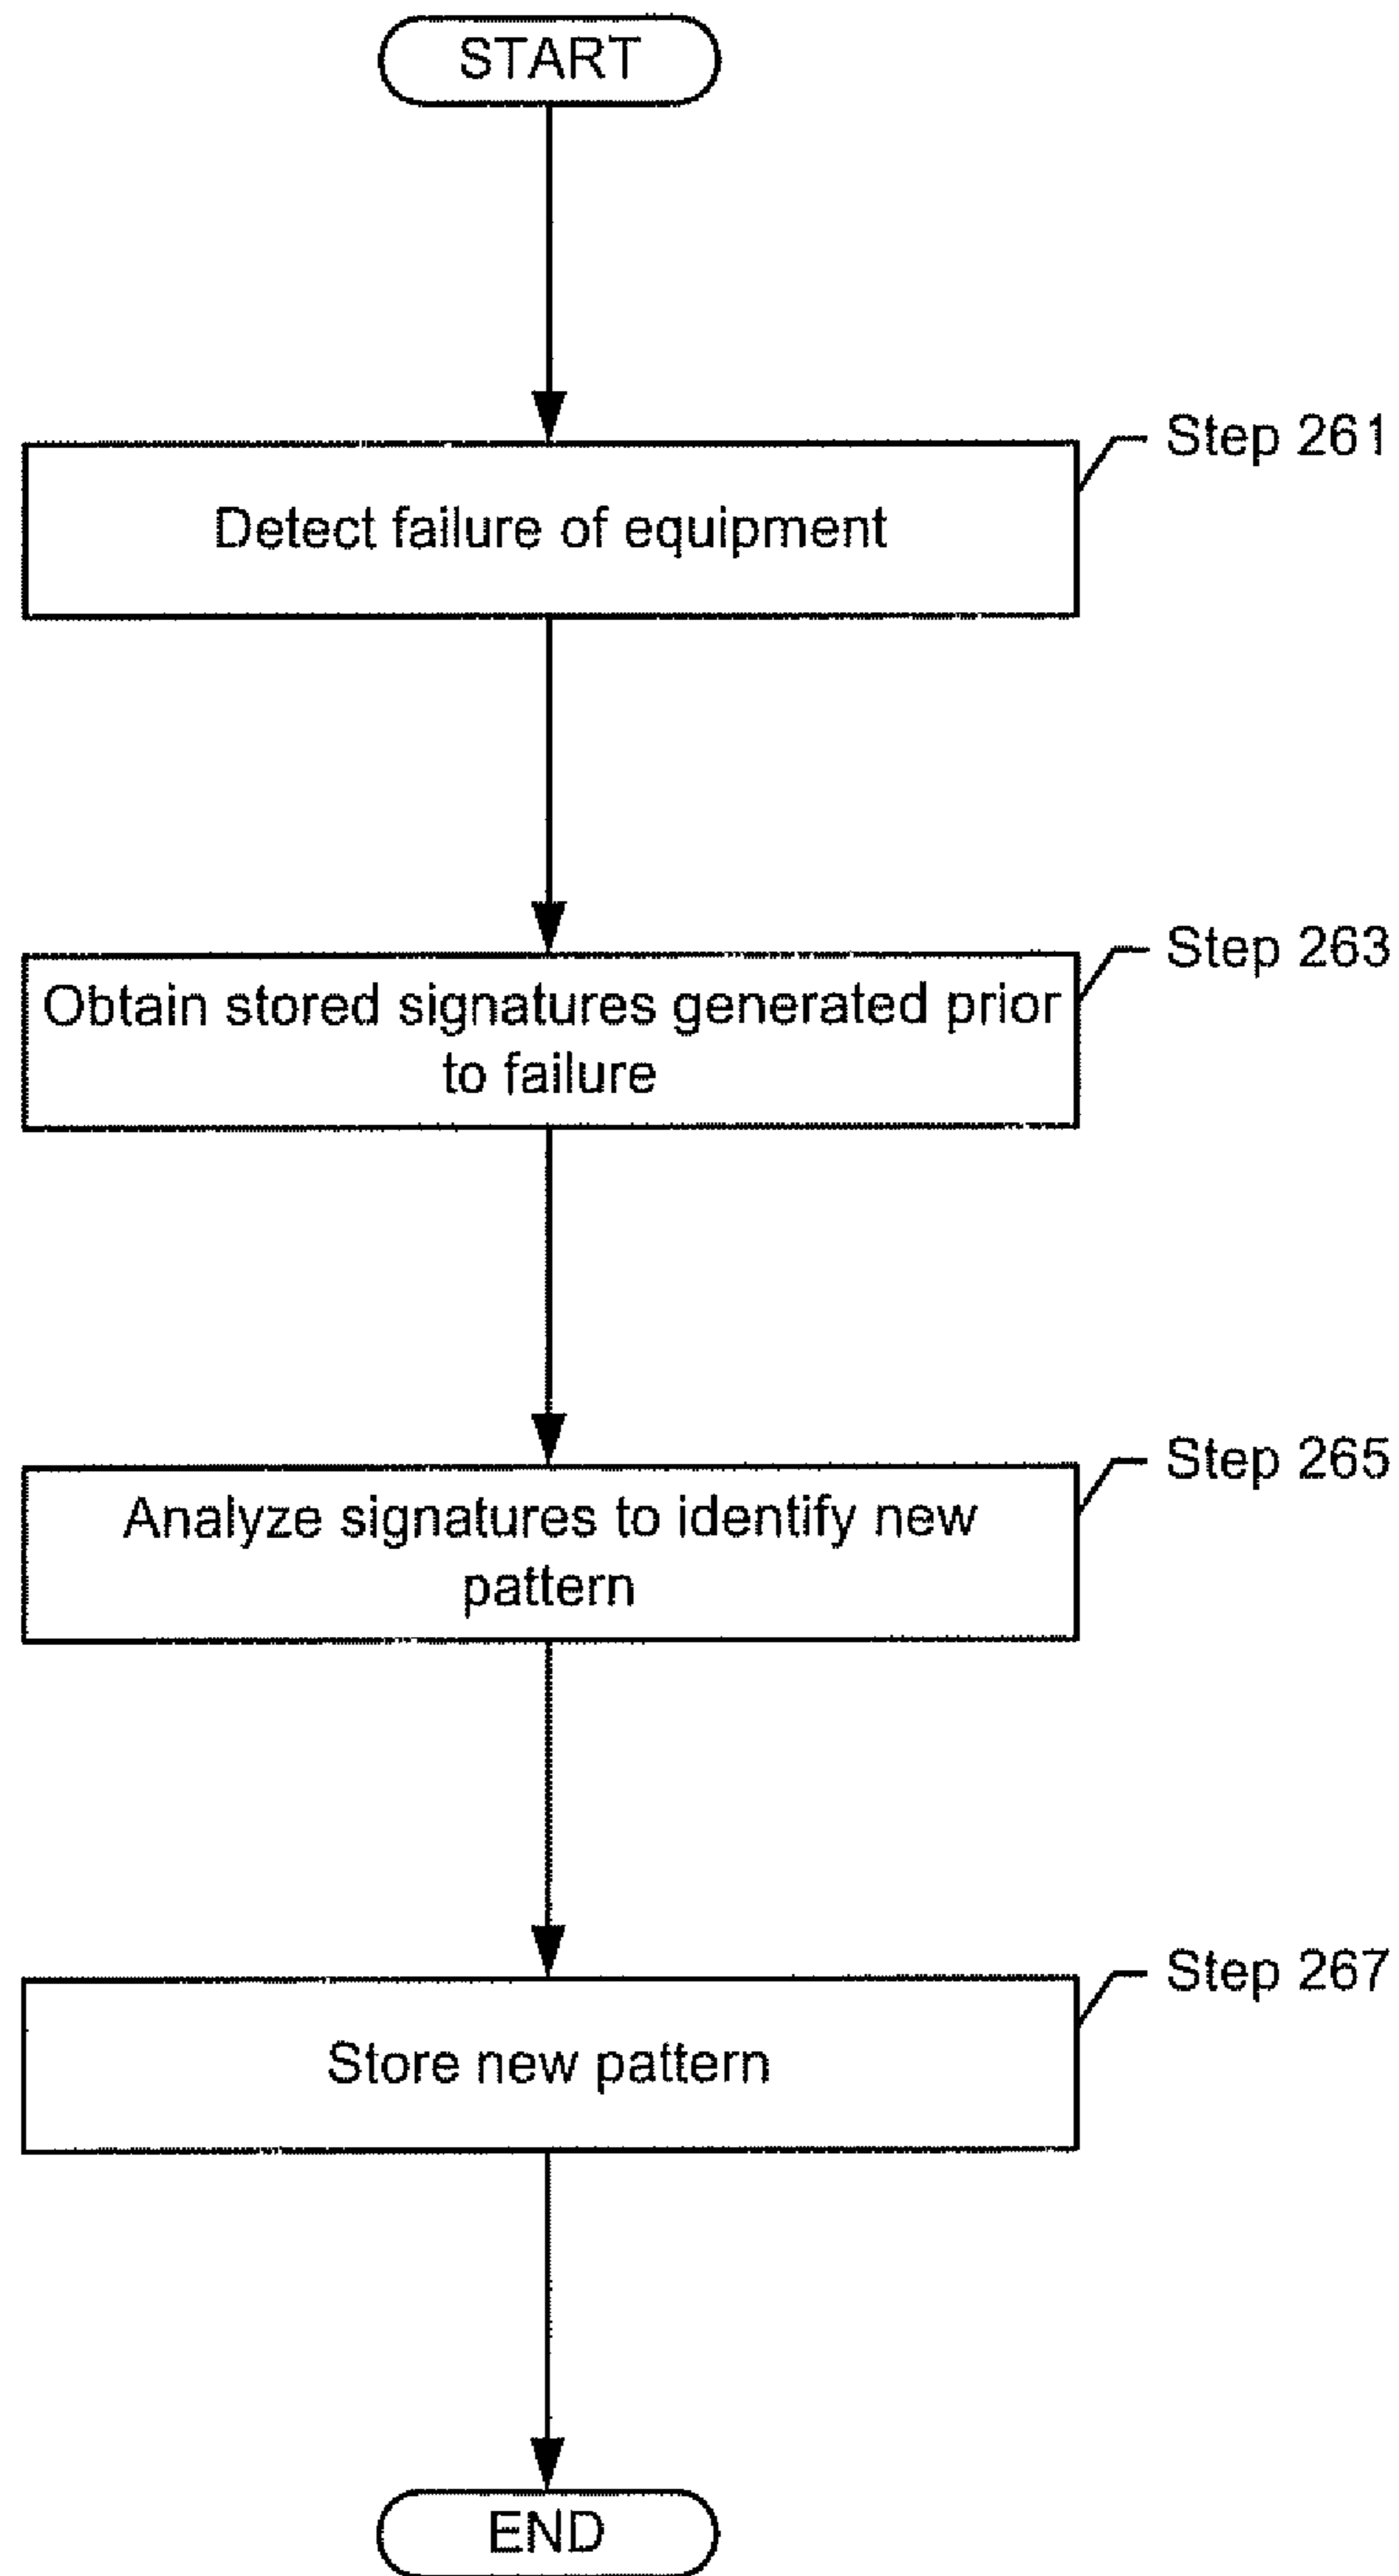 START
Step 261
Detect failure of equipment
Step 263
Obtain stored signatures generated prior
to failure
Step 265
Analyze signatures to identify new
pattern
Step 267
Store new pattern
END